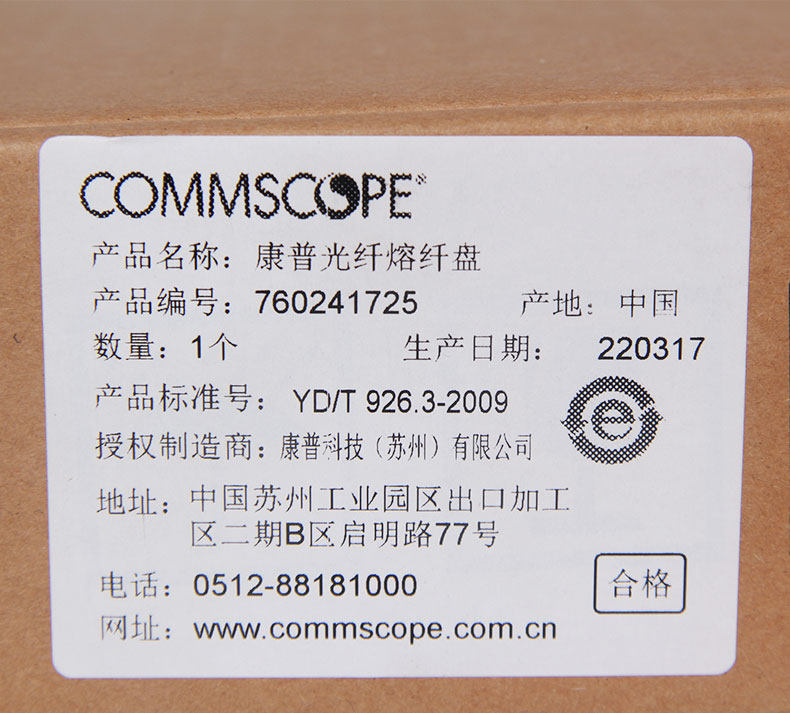 COMMSCOPE®
产品名称：康普光纤熔纤盘
产品编号：760241725 产地：中国
数量：1个 生产日期：220317
产品标准号：YD/T 926.3-2009
授权制造商：康普科技（苏州）有限公司
地址：中国苏州工业园区出口加工
区二期B区启明路77号
电话：0512-88181000
合格
网址：www.commscope.com.cn